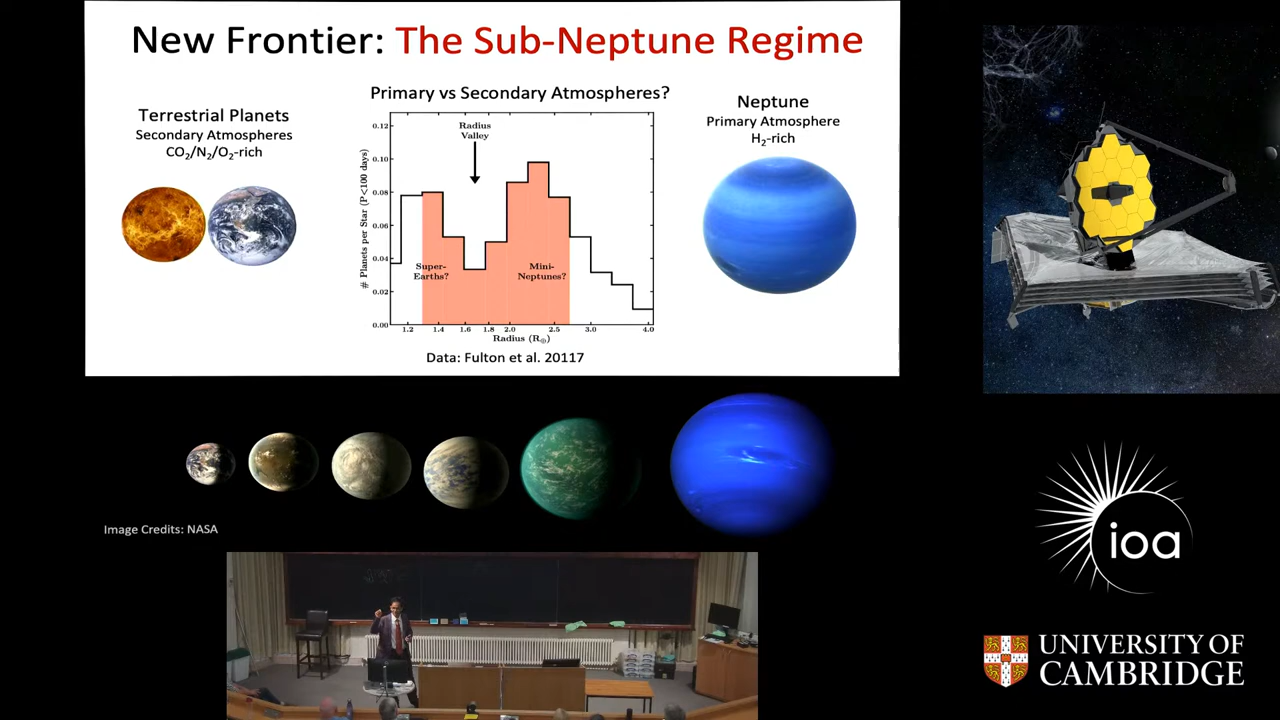 New Frontier: The Sub-Neptune Regime
Terrestrial Planets
Secondary Atmospheres
CO₂/N₂/O₂-rich
Primary vs Secondary Atmospheres?
Neptune
Primary Atmosphere
H₂-rich
# Planets per Star (P<100 days)
0.12
0.10
0.08
0.06
0.04
0.02
0.00
Radius
Valley
Super-
Earths?
Mini-
Neptunes?
1.2 1.4 1.6 1.8 2.0 2.5 3.0 4.0
Radius (R⊕)
Data: Fulton et al. 20117
Image Credits: NASA
ioa
UNIVERSITY OF
CAMBRIDGE